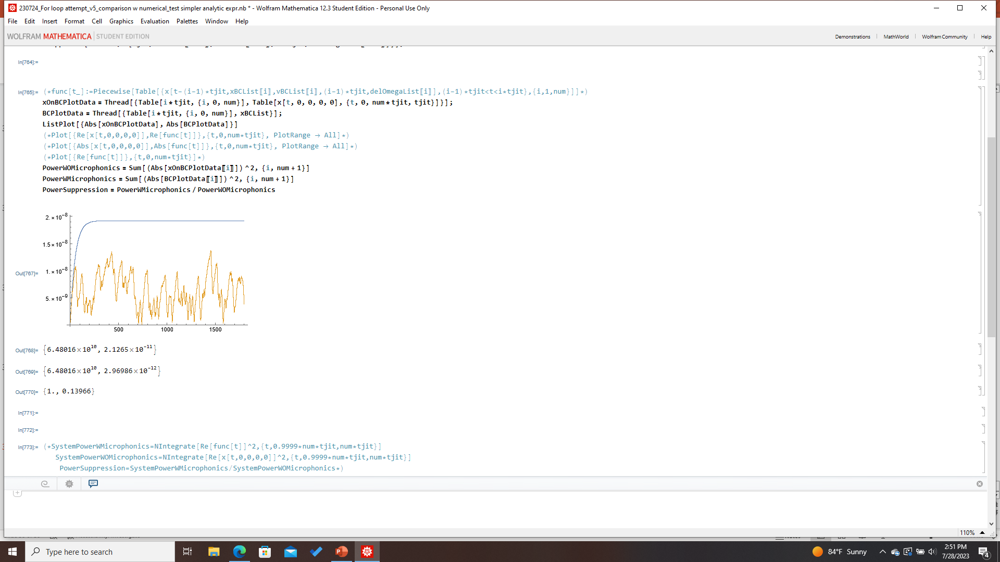 230724_For loop attempt_v5_comparison w numerical_test simpler analytic expr.nb * - Wolfram Mathematica 12.3 Student Edition - Personal Use Only
File Edit Insert Format Cell Graphics Evaluation Palettes Window Help
WOLFRAM MATHEMATICA STUDENT EDITION
Demonstrations MathWorld Wolfram Community Help
In[764]:=
In[765]:= (*func[t_]:=Piecewise[Table[{x[t-(i-1)*tjit,xBCList〚i〛,vBCList〚i〛,(i-1)*tjit,delOmegaList〚i〛],(i-1)*tjit<t<i*tjit},{i,1,num}]]*)
xOnBCPlotData = Thread[{Table[i * tjit, {i, 0, num}], Table[x[t, 0, 0, 0, 0], {t, 0, num * tjit, tjit}]}];
BCPlotData = Thread[{Table[i * tjit, {i, 0, num}], xBCList}];
ListPlot[{Abs[xOnBCPlotData], Abs[BCPlotData]}]
(*Plot[{Re[x[t,0,0,0,0]],Re[func[t]]},{t,0,num*tjit}, PlotRange → All]*)
(*Plot[{Abs[x[t,0,0,0,0]],Abs[func[t]]},{t,0,num*tjit}, PlotRange → All]*)
(*Plot[{Re[func[t]]},{t,0,num*tjit}]*)
PowerWOMicrophonics = Sum[(Abs[xOnBCPlotData〚i〛])^2, {i, num + 1}]
PowerWMicrophonics = Sum[(Abs[BCPlotData〚i〛])^2, {i, num + 1}]
PowerSuppression = PowerWMicrophonics / PowerWOMicrophonics
2.×10⁻⁸
1.5×10⁻⁸
Out[767]= 1.×10⁻⁸
5.×10⁻⁹
500 1000 1500
Out[768]= {6.48016×10¹⁰, 2.1265×10⁻¹¹}
Out[769]= {6.48016×10¹⁰, 2.96986×10⁻¹²}
Out[770]= {1., 0.13966}
In[771]:=
In[772]:=
In[773]:= (*SystemPowerWMicrophonics=NIntegrate[Re[func[t]]^2,{t,0.9999*num*tjit,num*tjit}]
SystemPowerWOMicrophonics=NIntegrate[Re[x[t,0,0,0,0]]^2,{t,0.9999*num*tjit,num*tjit}]
PowerSuppression=SystemPowerWMicrophonics/SystemPowerWOMicrophonics*)
110%
Type here to search
84°F Sunny
2:51 PM
7/28/2023
4